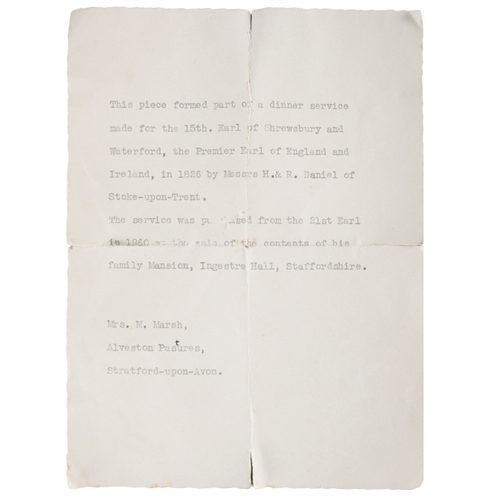 This piece formed part of a dinner service
made for the 15th. Earl of Shrewsbury and
Waterford, the Premier Earl of England and
Ireland, in 1826 by Messrs H.& R. Daniel of
Stoke-upon-Trent.
The service was purchased from the 21st Earl
in 1960 at the sale of the contents of his
family Mansion, Ingestre Hall, Staffordshire.
Mrs. M. Marsh,
Alveston Pastures,
Stratford-upon-Avon.